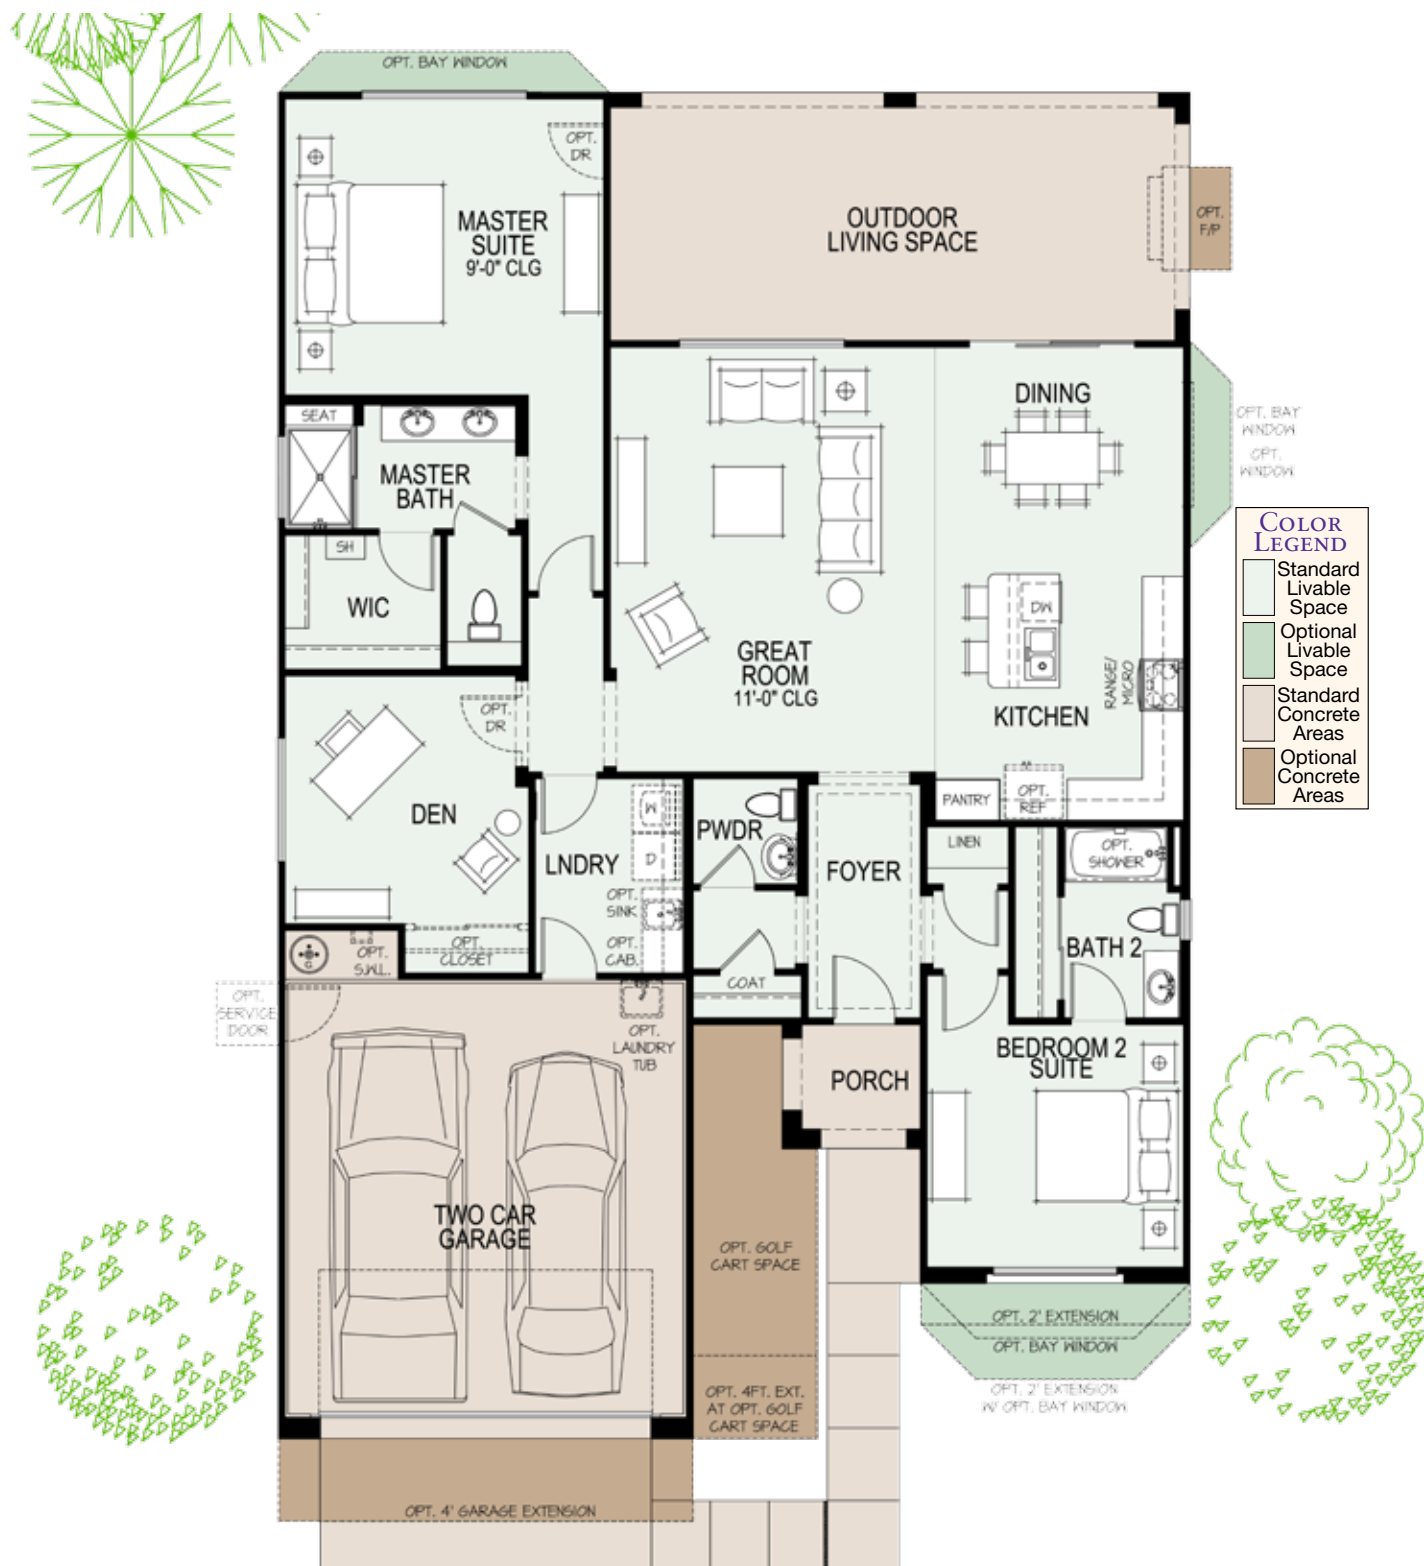 OPT. BAY WINDOW
OPT.
DR
MASTER
SUITE
9'-0" CLG
OUTDOOR
LIVING SPACE
OPT.
F/P
SEAT
MASTER
BATH
DINING
OPT. BAY
WINDOW
OPT.
WINDOW
COLOR
LEGEND
Standard
Livable
Space
Optional
Livable
Space
Standard
Concrete
Areas
Optional
Concrete
Areas
SH
WIC
DW
GREAT
ROOM
11'-0" CLG
RANGE/
MICRO
KITCHEN
OPT.
DR
DEN
PANTRY
OPT.
REF
W
D
LNDRY
PWDR
FOYER
LINEN
OPT.
SHOWER
OPT.
SINK
OPT.
CAB.
OPT.
CLOSET
OPT.
S.W.L.
G
BATH 2
COAT
OPT.
SERVICE
DOOR
OPT.
LAUNDRY
TUB
BEDROOM 2
SUITE
PORCH
TWO CAR
GARAGE
OPT. GOLF
CART SPACE
OPT. 2' EXTENSION
OPT. BAY WINDOW
OPT. 2' EXTENSION
W/ OPT. BAY WINDOW
OPT. 4FT. EXT.
AT OPT. GOLF
CART SPACE
OPT. 4' GARAGE EXTENSION